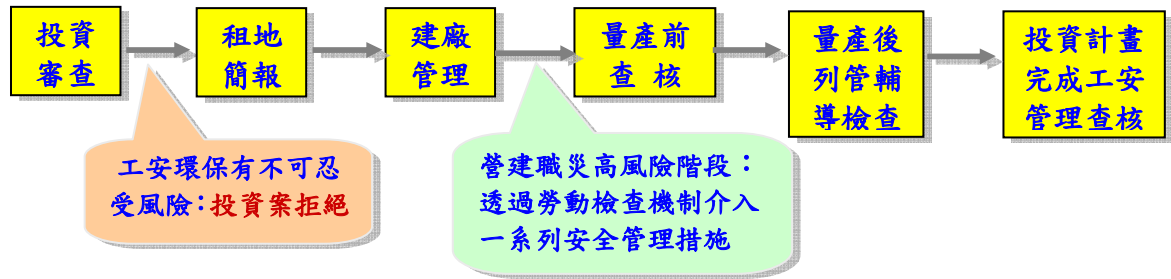 投資
審查
租地
簡報
建廠
管理
量產前
查 核
量產後
列管輔
導檢查
投資計畫
完成工安
管理查核
工安環保有不可忍
受風險:投資案拒絕
營建職災高風險階段：
透過勞動檢查機制介入
一系列安全管理措施